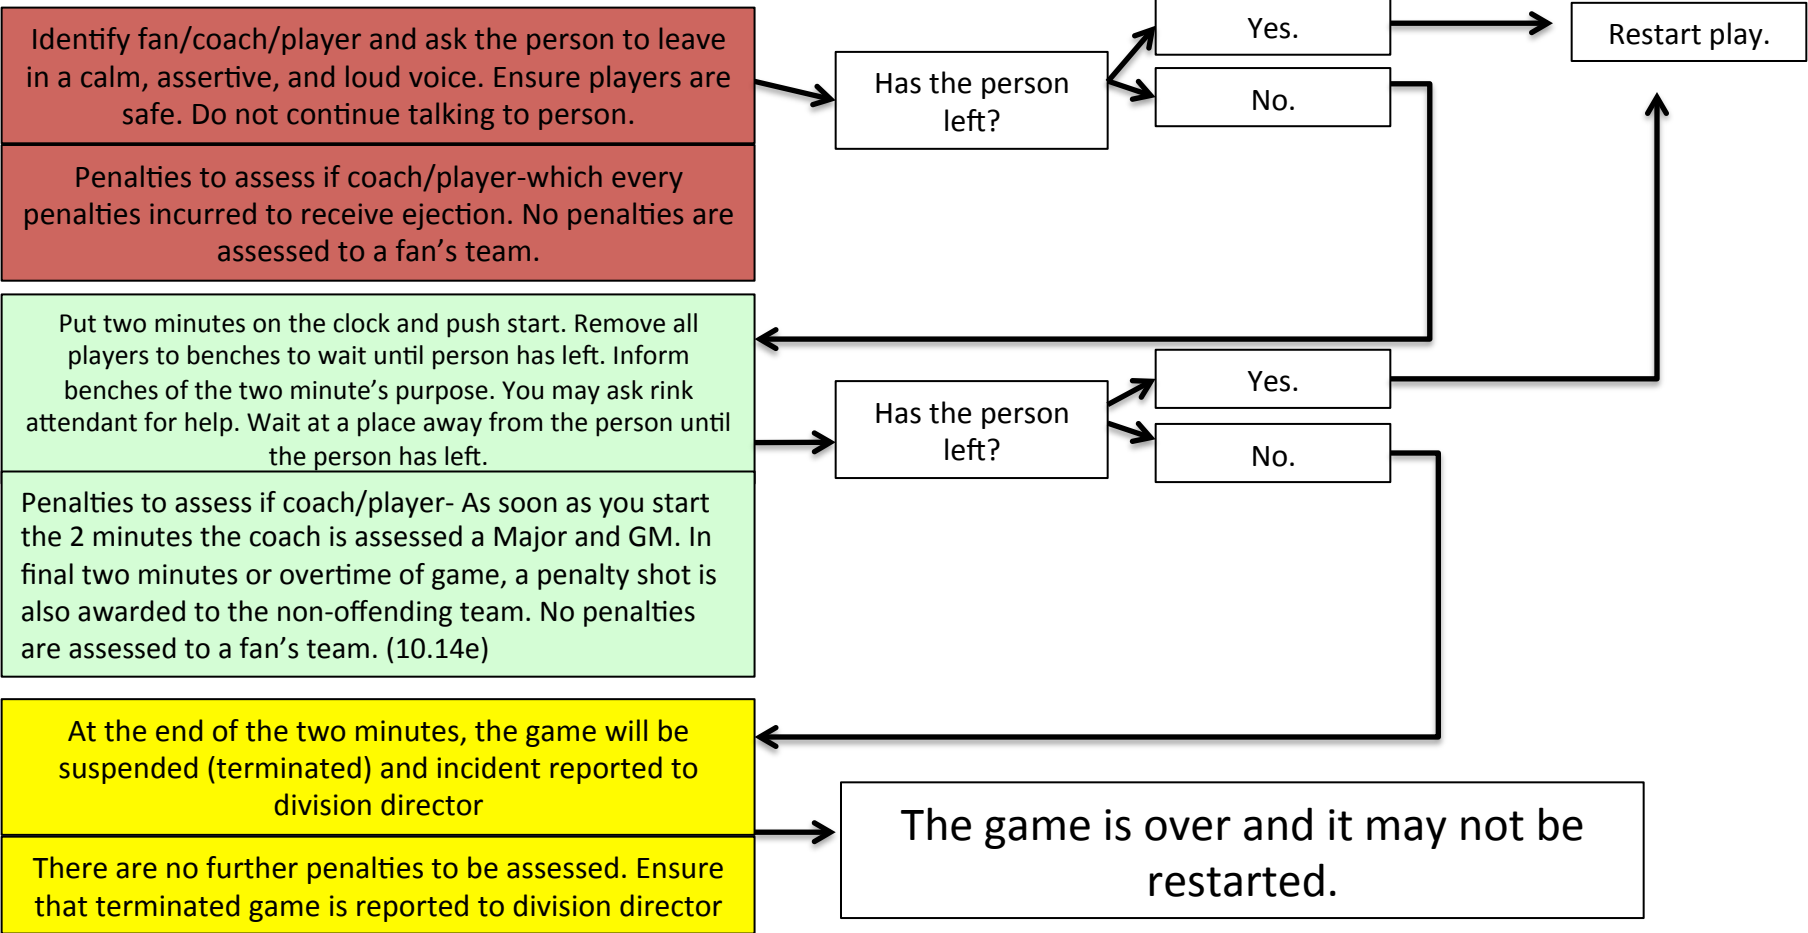 Identify fan/coach/player and ask the person to leave
in a calm, assertive, and loud voice. Ensure players are
safe. Do not continue talking to person.
Has the person
left?
Yes.
No.
Restart play.
Penalties to assess if coach/player-which every
penalties incurred to receive ejection. No penalties are
assessed to a fan’s team.
Put two minutes on the clock and push start. Remove all
players to benches to wait until person has left. Inform
benches of the two minute’s purpose. You may ask rink
attendant for help. Wait at a place away from the person until
the person has left.
Has the person
left?
Yes.
No.
Penalties to assess if coach/player- As soon as you start
the 2 minutes the coach is assessed a Major and GM. In
final two minutes or overtime of game, a penalty shot is
also awarded to the non-offending team. No penalties
are assessed to a fan’s team. (10.14e)
At the end of the two minutes, the game will be
suspended (terminated) and incident reported to
division director
There are no further penalties to be assessed. Ensure
that terminated game is reported to division director
The game is over and it may not be
restarted.